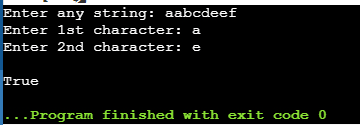 Enter any string: aabcdeef
Enter 1st character: a
Enter 2nd character: e
True
...Program finished with exit code 0